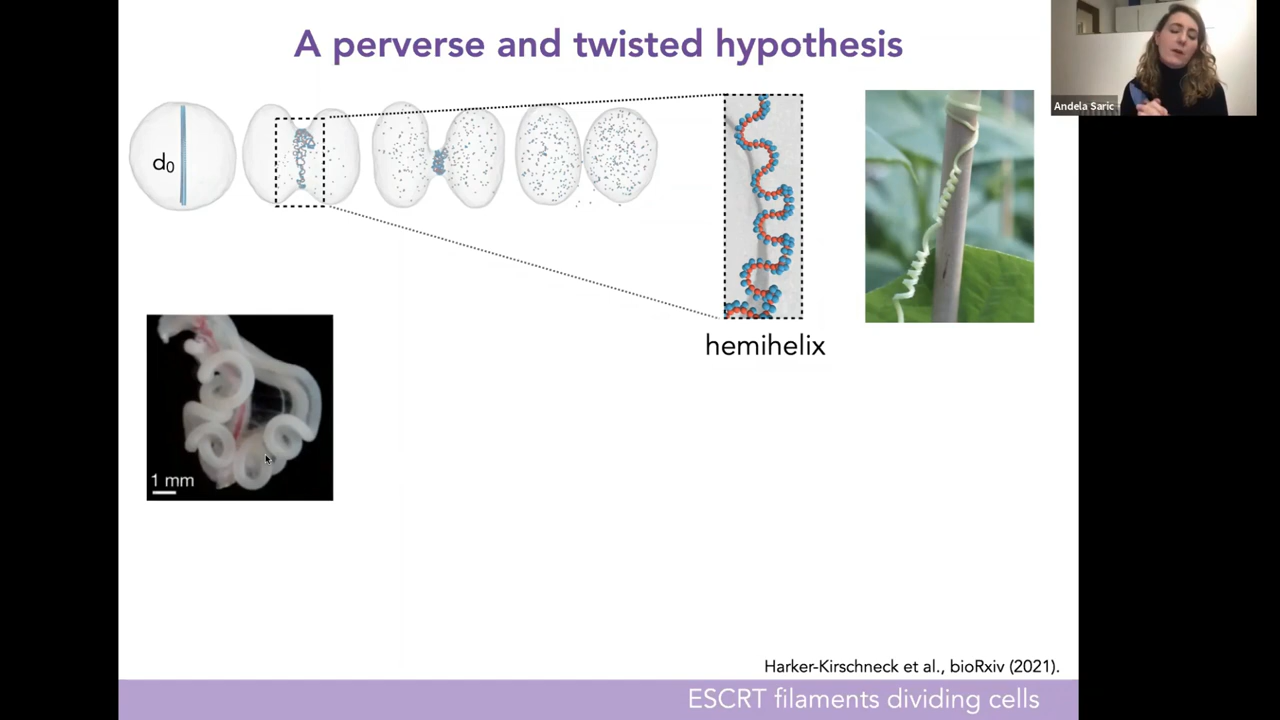 A perverse and twisted hypothesis
Andela Saric
d0
hemihelix
1 mm
Harker-Kirschneck et al., bioRxiv (2021).
ESCRT filaments dividing cells